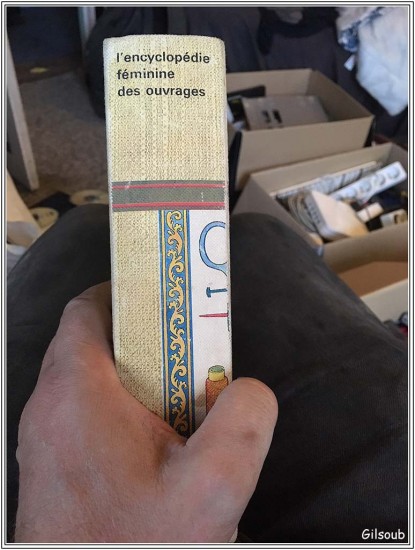 l'encyclopédie
féminine
des ouvrages
Gilsoub